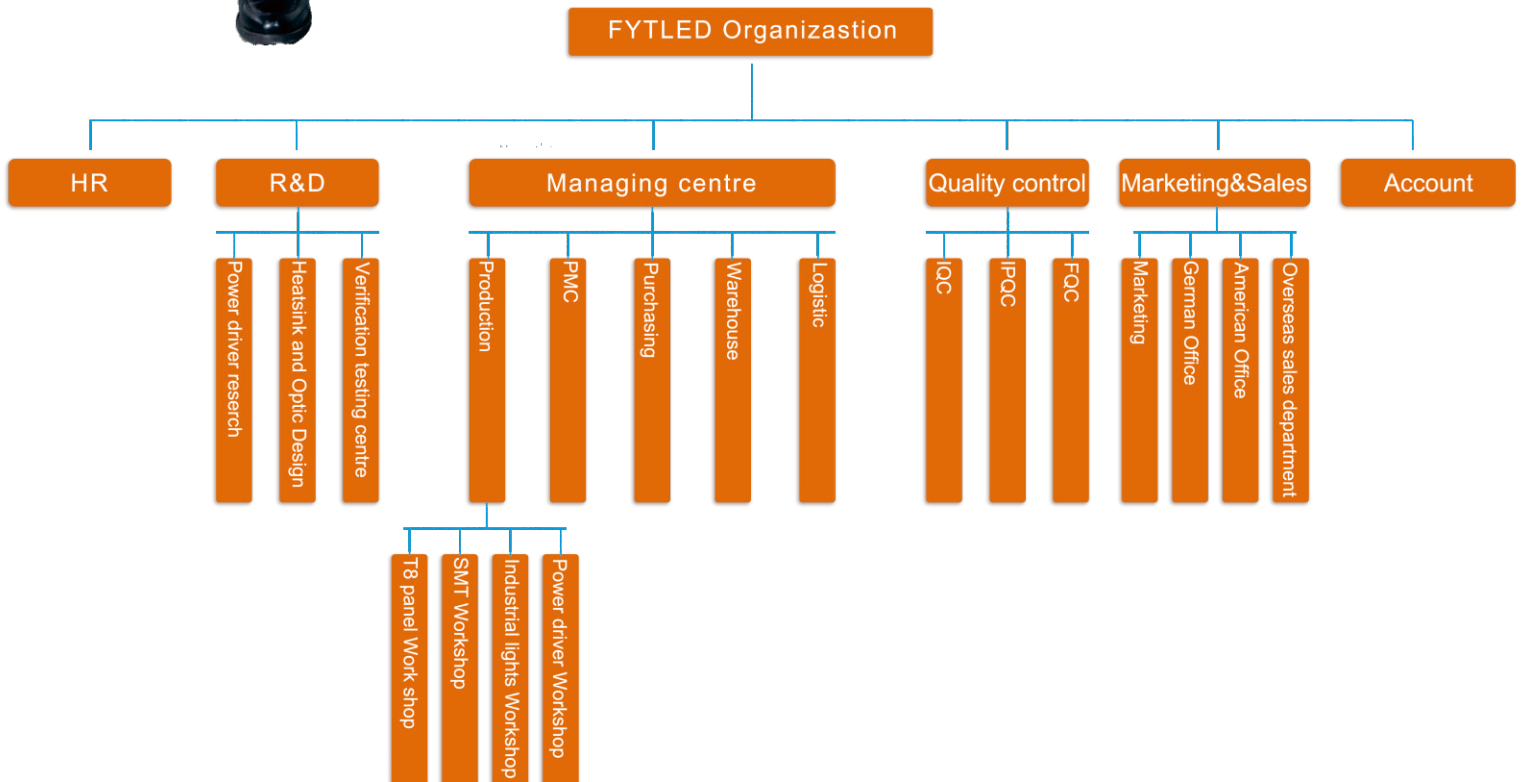 FYTLED Organizastion
HR
R&D
Managing centre
Quality control
Marketing&Sales
Account
Power driver reserch
Heatsink and Optic Design
Verification testing centre
Production
PMC
Purchasing
Warehouse
Logistic
IQC
IPQC
FQC
Marketing
German Office
American Office
Overseas sales department
T8 panel Work shop
SMT Workshop
Industrial lights Workshop
Power driver Workshop